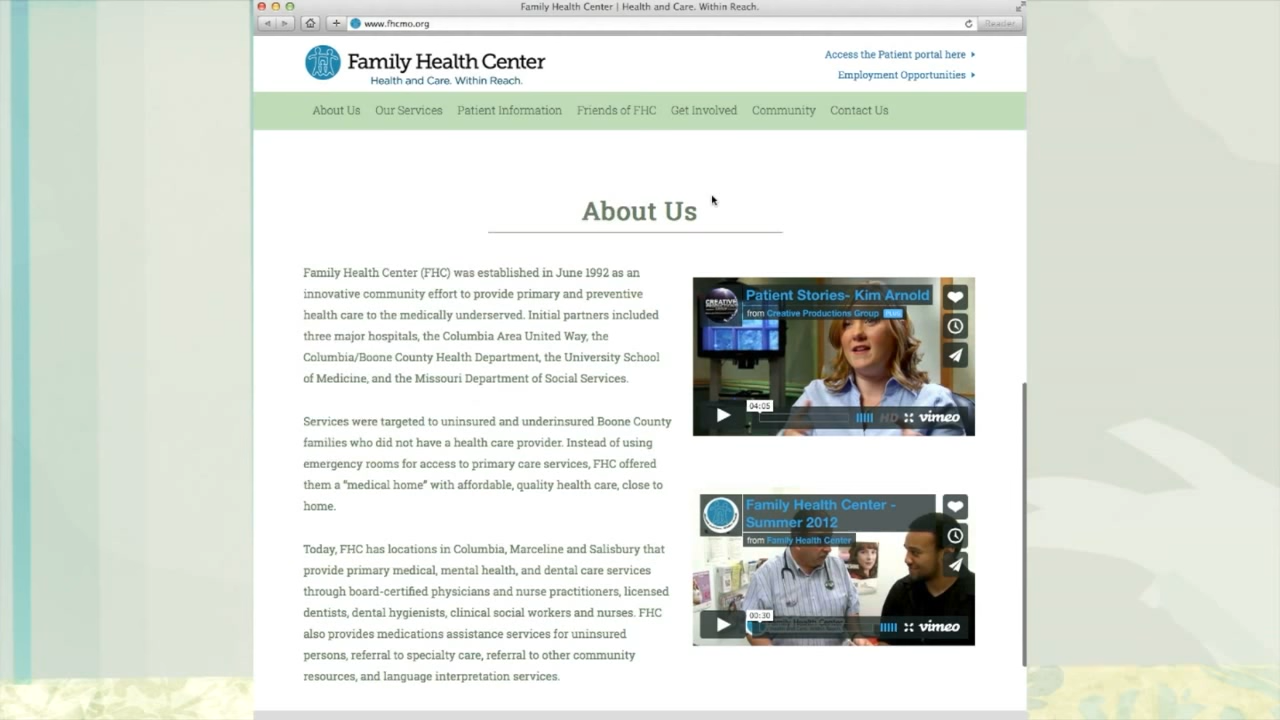 Family Health Center | Health and Care. Within Reach.
www.fhcmo.org
Reader
Family Health Center
Health and Care. Within Reach.
Access the Patient portal here
Employment Opportunities
About Us Our Services Patient Information Friends of FHC Get Involved Community Contact Us
About Us
Family Health Center (FHC) was established in June 1992 as an
innovative community effort to provide primary and preventive
health care to the medically underserved. Initial partners included
three major hospitals, the Columbia Area United Way, the
Columbia/Boone County Health Department, the University School
of Medicine, and the Missouri Department of Social Services.
Services were targeted to uninsured and underinsured Boone County
families who did not have a health care provider. Instead of using
emergency rooms for access to primary care services, FHC offered
them a "medical home" with affordable, quality health care, close to
home.
Today, FHC has locations in Columbia, Marceline and Salisbury that
provide primary medical, mental health, and dental care services
through board-certified physicians and nurse practitioners, licensed
dentists, dental hygienists, clinical social workers and nurses. FHC
also provides medications assistance services for uninsured
persons, referral to specialty care, referral to other community
resources, and language interpretation services.
CREATIVE
Patient Stories- Kim Arnold
from Creative Productions Group PLUS
04:05
HD vimeo
Family Health Center -
Summer 2012
from Family Health Center
00:30
vimeo